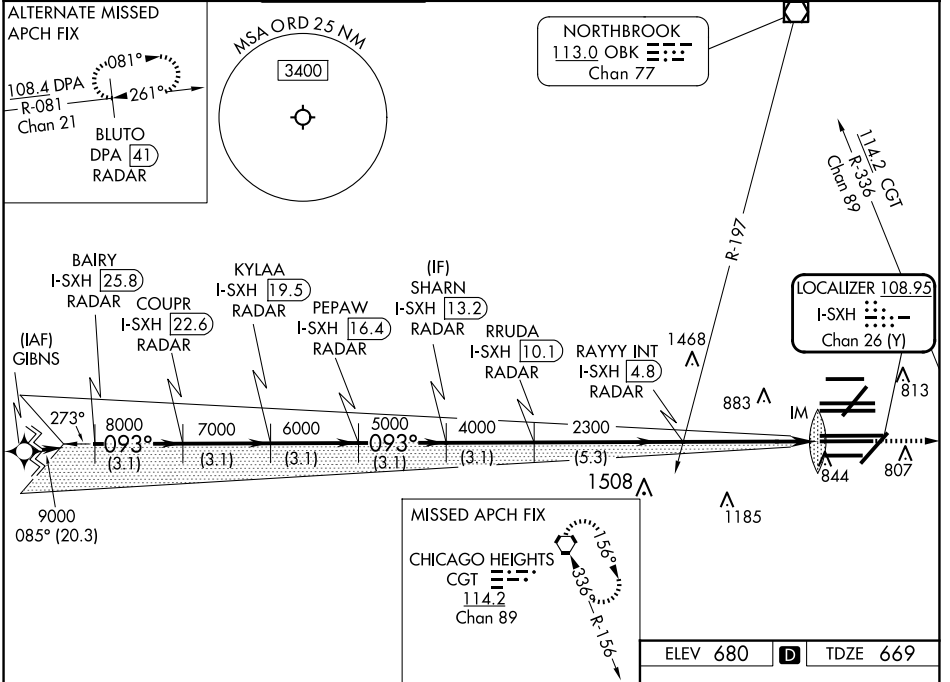 ALTERNATE MISSED
APCH FIX
081°
261°
108.4 DPA
R-081
Chan 21
BLUTO
DPA 41
RADAR
MSA ORD 25 NM
3400
NORTHBROOK
113.0 OBK
Chan 77
114.2 CGT
R-336
Chan 89
R-197
LOCALIZER 108.95
I-SXH
Chan 26 (Y)
(IAF)
GIBNS
BAIRY
I-SXH 25.8
RADAR
COUPR
I-SXH 22.6
RADAR
KYLAA
I-SXH 19.5
RADAR
PEPAW
I-SXH 16.4
RADAR
(IF)
SHARN
I-SXH 13.2
RADAR
RRUDA
I-SXH 10.1
RADAR
RAYYY INT
I-SXH 4.8
RADAR
1468
883
IM
813
844
807
1508
1185
273°
8000
093°
(3.1)
7000
(3.1)
6000
(3.1)
5000
093°
(3.1)
4000
(3.1)
2300
(5.3)
9000
085° (20.3)
MISSED APCH FIX
CHICAGO HEIGHTS
CGT
114.2
Chan 89
156°
336°
R-156
ELEV 680 D TDZE 669